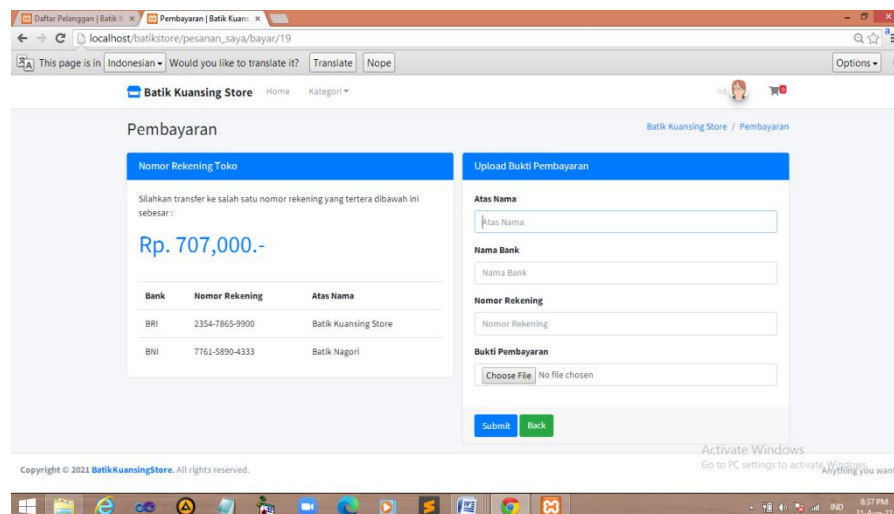 Daftar Pelanggan | Batik K
Pembayaran | Batik Kuans
localhost/batikstore/pesanan_saya/bayar/19
This page is in Indonesian Would you like to translate it? Translate Nope Options
Batik Kuansing Store Home Kategori
Pembayaran
Batik Kuansing Store / Pembayaran
Nomor Rekening Toko
Silahkan transfer ke salah satu nomor rekening yang tertera dibawah ini
sebesar :
Rp. 707,000.-
Bank Nomor Rekening Atas Nama
BRI 2354-7865-9900 Batik Kuansing Store
BNI 7761-5890-4333 Batik Nagori
Upload Bukti Pembayaran
Atas Nama
Atas Nama
Nama Bank
Nama Bank
Nomor Rekening
Nomor Rekening
Bukti Pembayaran
Choose File No file chosen
Submit Back
Activate Windows
Go to PC settings to activate Windows.
Copyright © 2021 BatikKuansingStore. All rights reserved.
Anything you want
IND 8:37 PM